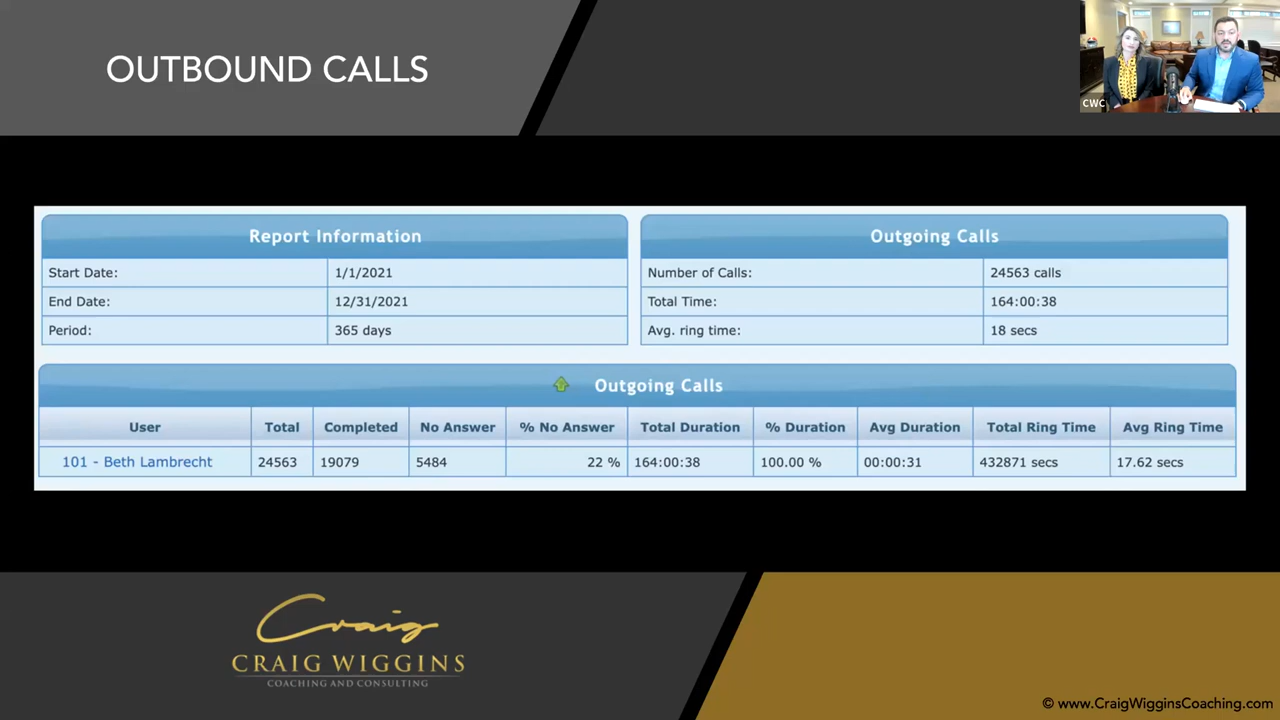 OUTBOUND CALLS
CWC
Report Information
Start Date: 1/1/2021
End Date: 12/31/2021
Period: 365 days
Outgoing Calls
Number of Calls: 24563 calls
Total Time: 164:00:38
Avg. ring time: 18 secs
Outgoing Calls
User Total Completed No Answer % No Answer Total Duration % Duration Avg Duration Total Ring Time Avg Ring Time
101 - Beth Lambrecht 24563 19079 5484 22 % 164:00:38 100.00 % 00:00:31 432871 secs 17.62 secs
Craig
CRAIG WIGGINS
COACHING AND CONSULTING
© www.CraigWigginsCoaching.com